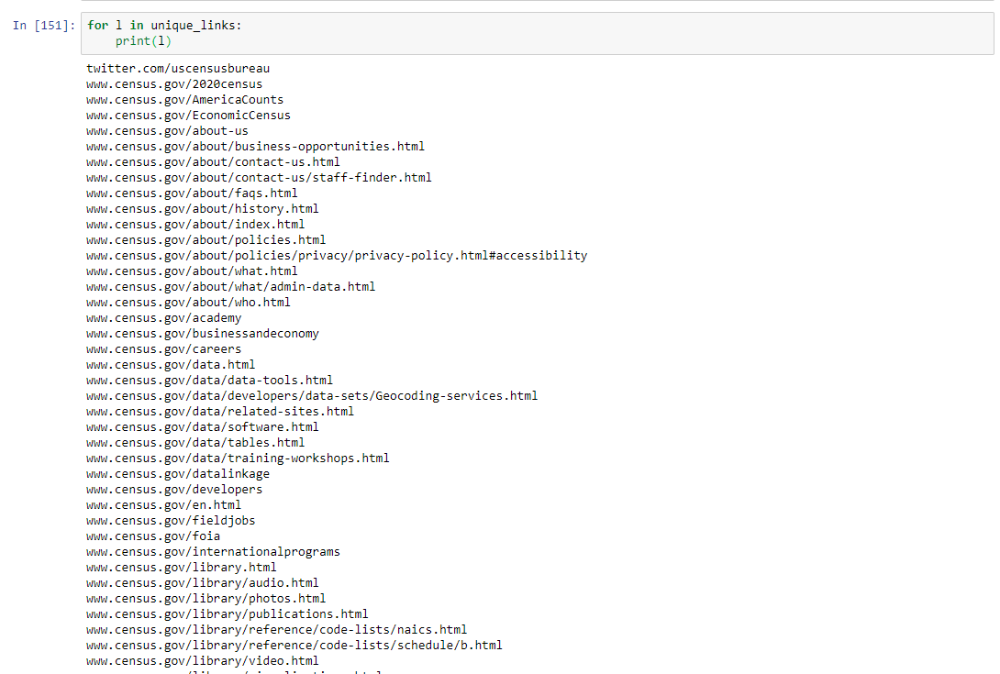 In [151]: for l in unique_links:
print(l)
twitter.com/uscensusbureau
www.census.gov/2020census
www.census.gov/AmericaCounts
www.census.gov/EconomicCensus
www.census.gov/about-us
www.census.gov/about/business-opportunities.html
www.census.gov/about/contact-us.html
www.census.gov/about/contact-us/staff-finder.html
www.census.gov/about/faqs.html
www.census.gov/about/history.html
www.census.gov/about/index.html
www.census.gov/about/policies.html
www.census.gov/about/policies/privacy/privacy-policy.html#accessibility
www.census.gov/about/what.html
www.census.gov/about/what/admin-data.html
www.census.gov/about/who.html
www.census.gov/academy
www.census.gov/businessandeconomy
www.census.gov/careers
www.census.gov/data.html
www.census.gov/data/data-tools.html
www.census.gov/data/developers/data-sets/Geocoding-services.html
www.census.gov/data/related-sites.html
www.census.gov/data/software.html
www.census.gov/data/tables.html
www.census.gov/data/training-workshops.html
www.census.gov/datalinkage
www.census.gov/developers
www.census.gov/en.html
www.census.gov/fieldjobs
www.census.gov/foia
www.census.gov/internationalprograms
www.census.gov/library.html
www.census.gov/library/audio.html
www.census.gov/library/photos.html
www.census.gov/library/publications.html
www.census.gov/library/reference/code-lists/naics.html
www.census.gov/library/reference/code-lists/schedule/b.html
www.census.gov/library/video.html